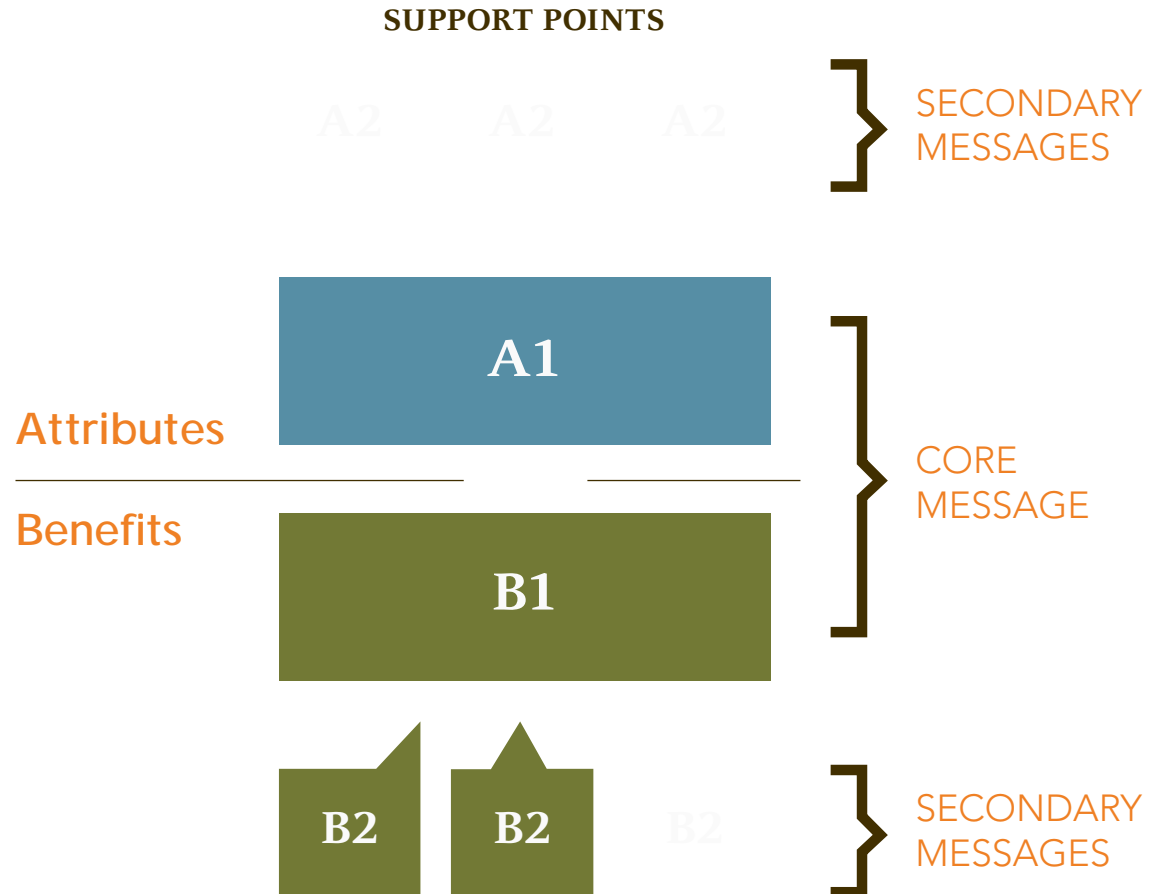 SUPPORT POINTS
A2 A2 A2
SECONDARY
MESSAGES
A1
Attributes
CORE
MESSAGE
Benefits
B1
B2 B2 B2
SECONDARY
MESSAGES